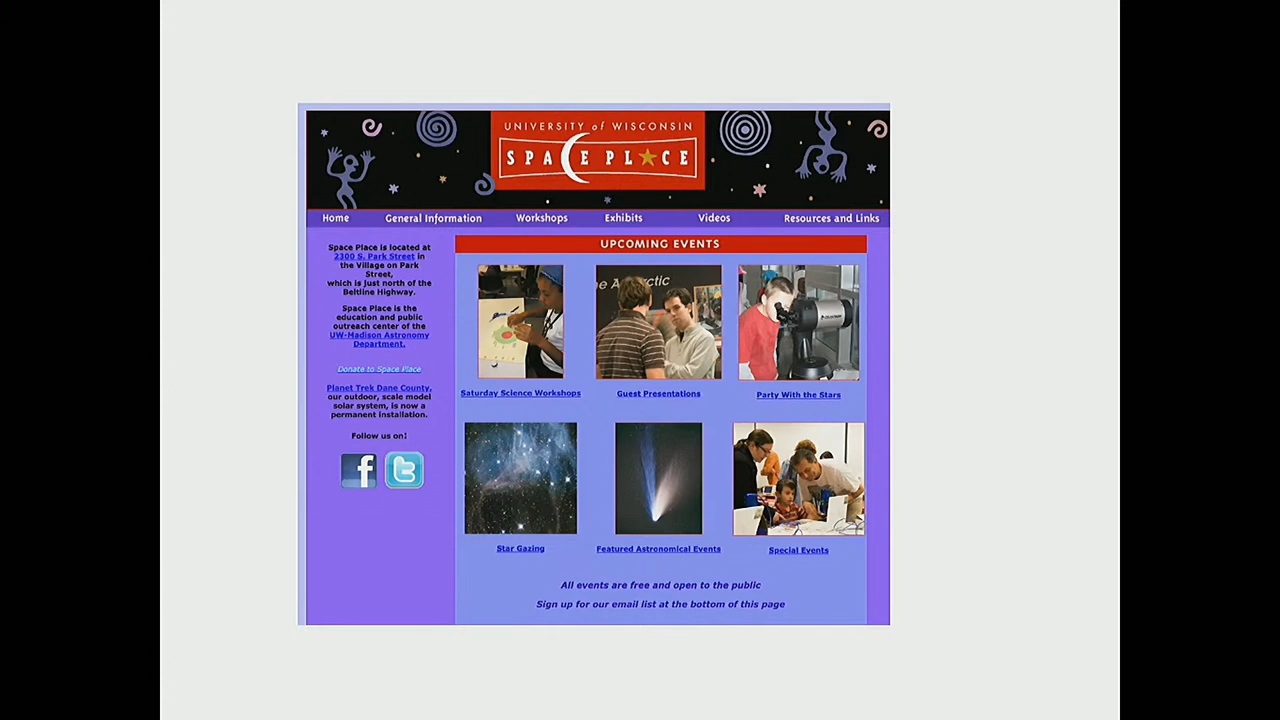 UNIVERSITY of WISCONSIN
SPACE PLACE
Home General Information Workshops Exhibits Videos Resources and Links
Space Place is located at
2300 S. Park Street in
the Village on Park
Street,
which is just north of the
Beltline Highway.
Space Place is the
education and public
outreach center of the
UW-Madison Astronomy
Department.
Donate to Space Place
Planet Trek Dane County,
our outdoor, scale model
solar system, is now a
permanent installation.
Follow us on:
f
t
UPCOMING EVENTS
he A arctic
Saturday Science Workshops
Guest Presentations
Party With the Stars
Star Gazing
Featured Astronomical Events
Special Events
All events are free and open to the public
Sign up for our email list at the bottom of this page